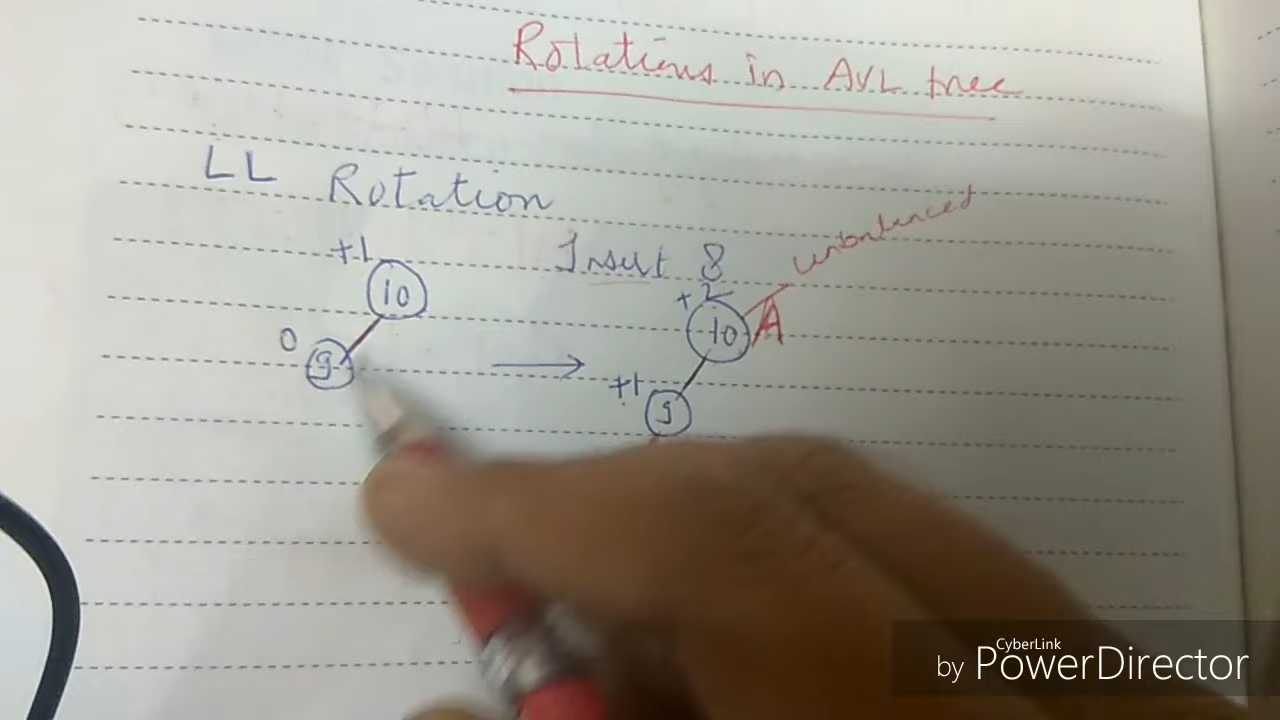 Rotations in AVL tree
LL Rotation
unbalanced
Insert 8
+1
10
0
9
+2
10
A
+1
9
CyberLink
by PowerDirector